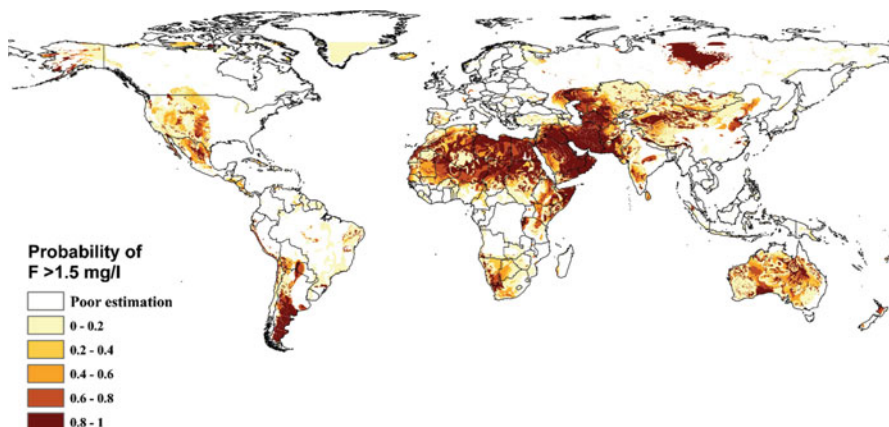 Probability of
F >1.5 mg/l
Poor estimation
0 - 0.2
0.2 - 0.4
0.4 - 0.6
0.6 - 0.8
0.8 - 1